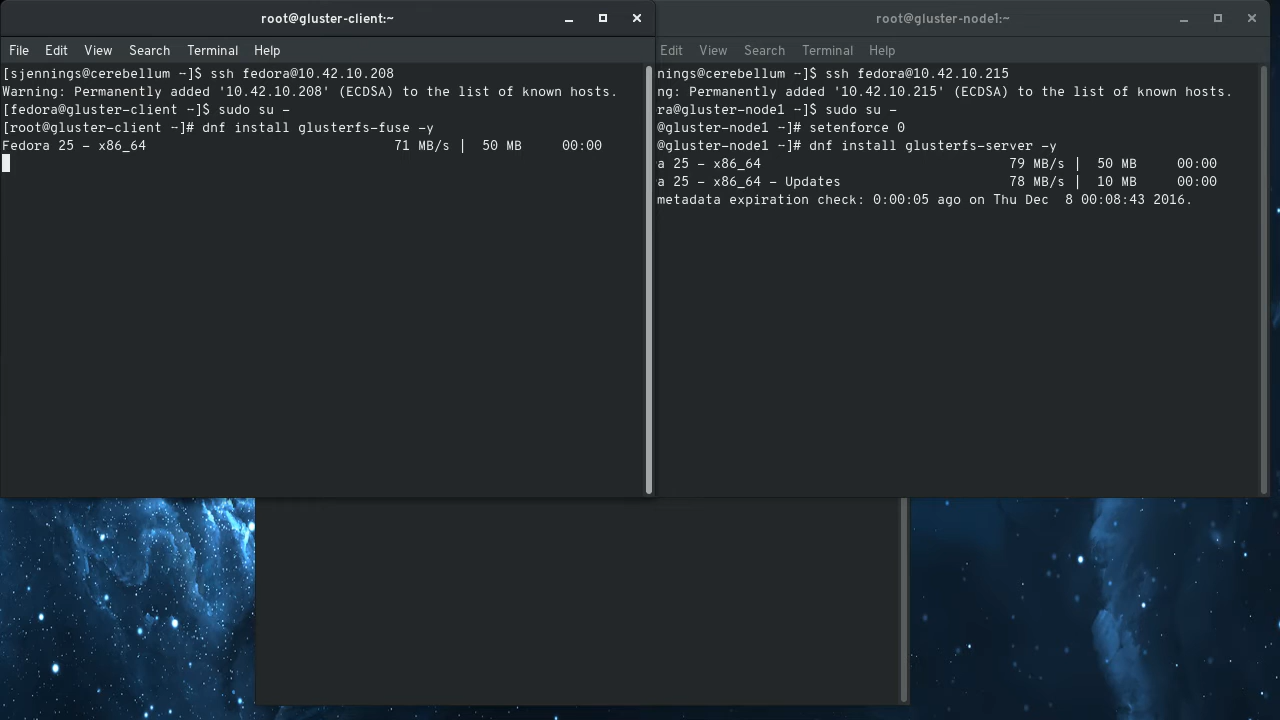 root@gluster-client:~
File Edit View Search Terminal Help
[sjennings@cerebellum ~]$ ssh fedora@10.42.10.208
Warning: Permanently added '10.42.10.208' (ECDSA) to the list of known hosts.
[fedora@gluster-client ~]$ sudo su -
[root@gluster-client ~]# dnf install glusterfs-fuse -y
Fedora 25 - x86_64 71 MB/s | 50 MB 00:00
root@gluster-node1:~
Edit View Search Terminal Help
nings@cerebellum ~]$ ssh fedora@10.42.10.215
ng: Permanently added '10.42.10.215' (ECDSA) to the list of known hosts.
ra@gluster-node1 ~]$ sudo su -
@gluster-node1 ~]# setenforce 0
@gluster-node1 ~]# dnf install glusterfs-server -y
a 25 - x86_64 79 MB/s | 50 MB 00:00
a 25 - x86_64 - Updates 78 MB/s | 10 MB 00:00
metadata expiration check: 0:00:05 ago on Thu Dec  8 00:08:43 2016.